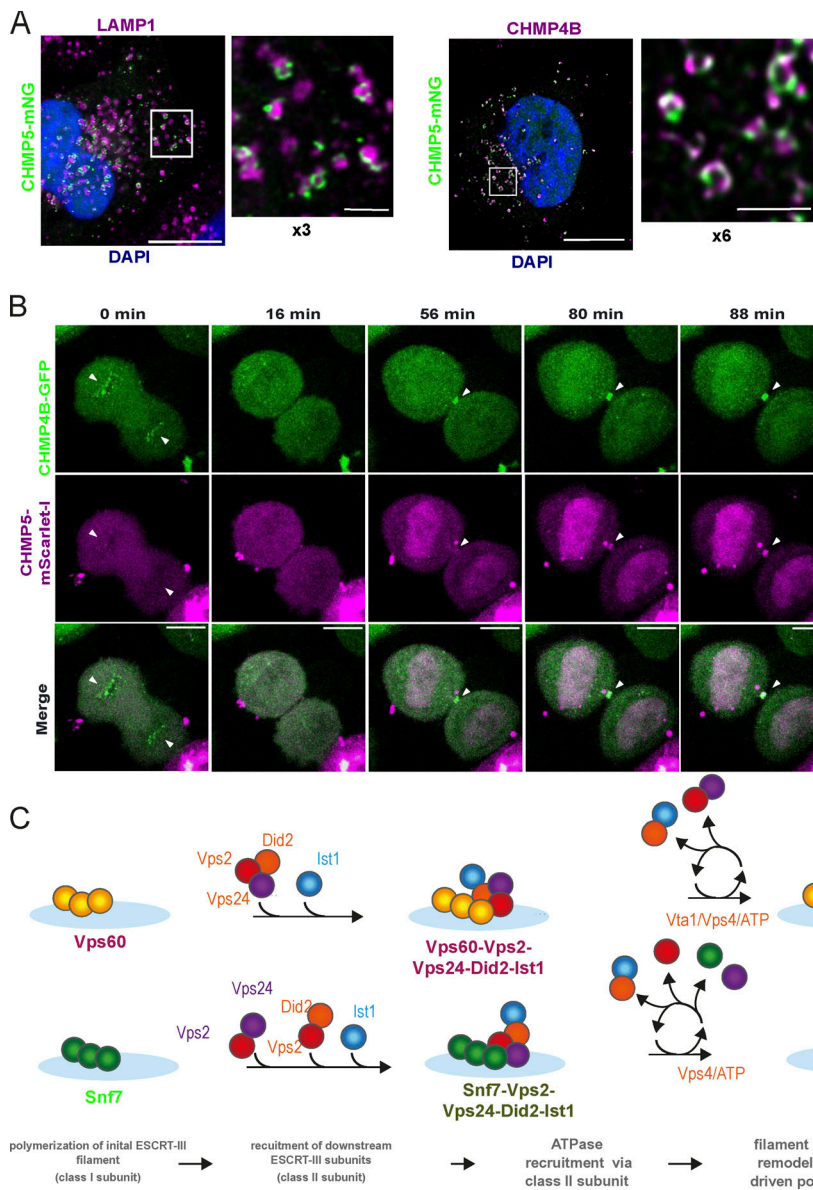 A
LAMP1
CHMP5-mNG
DAPI
x3
CHMP4B
CHMP5-mNG
DAPI
x6
B
0 min
16 min
56 min
80 min
88 min
CHMP4B-GFP
CHMP5-
mScarlet-I
Merge
C
Vps60
Vps2
Did2
Vps24
Ist1
Vps60-Vps2-
Vps24-Did2-Ist1
Vta1/Vps4/ATP
Snf7
Vps24
Vps2
Did2
Vps2
Ist1
Snf7-Vps2-
Vps24-Did2-Ist1
Vps4/ATP
polymerization of inital ESCRT-III
filament
(class I subunit)
recuitment of downstream
ESCRT-III subunits
(class II subunit)
ATPase
recruitment via
class II subunit
filament
remodel
driven po